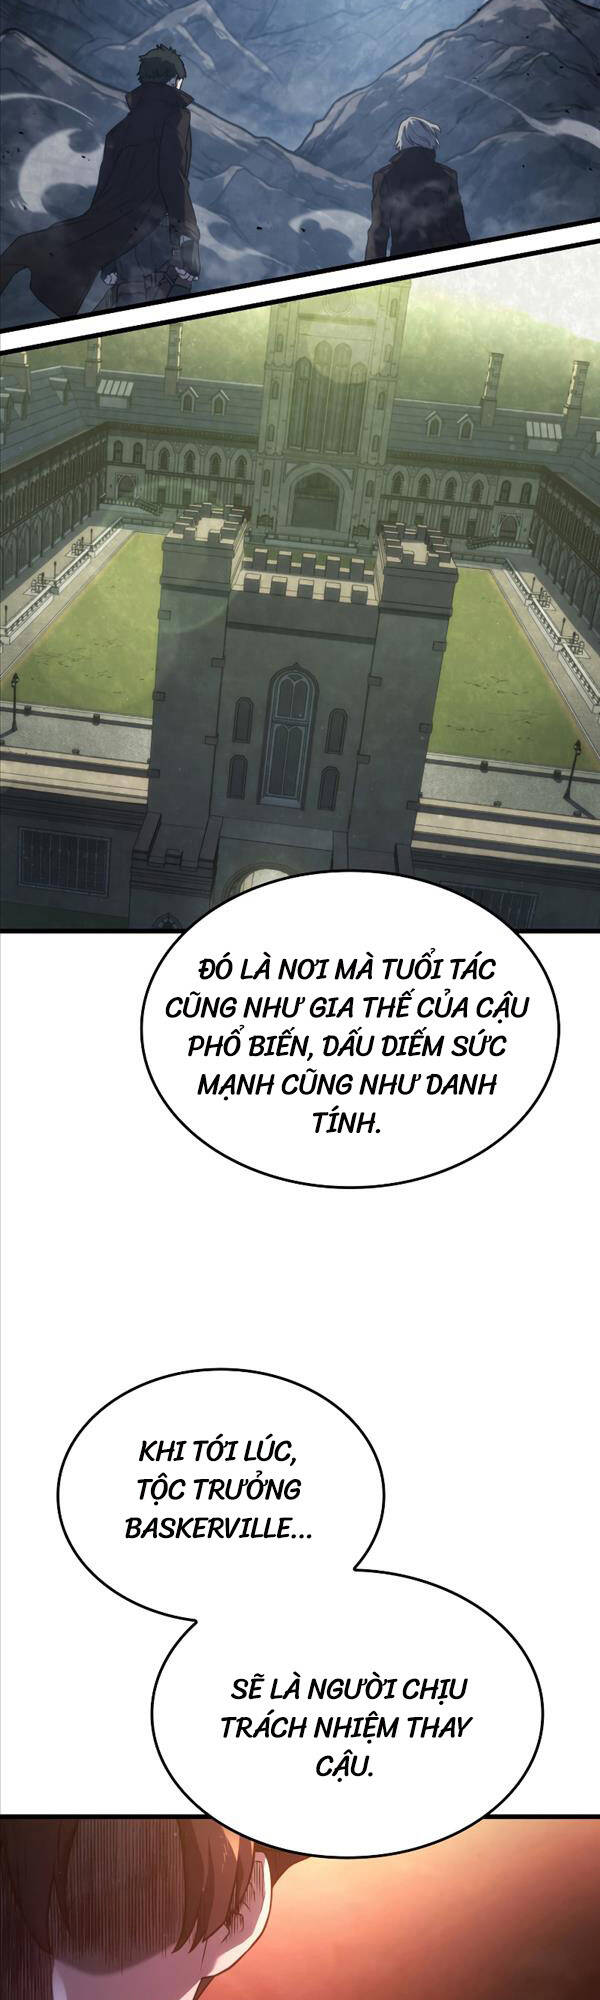 ĐÓ LÀ NƠI MÀ TUỔI TÁC
CŨNG NHƯ GIA THẾ CỦA CẬU
PHỔ BIẾN, DẤU DIẾM SỨC
MẠNH CŨNG NHƯ DANH
TÍNH.
KHI TỚI LÚC,
TỘC TRƯỞNG
BASKERVILLE...
SẼ LÀ NGƯỜI CHỊU
TRÁCH NHIỆM THAY
CẬU.